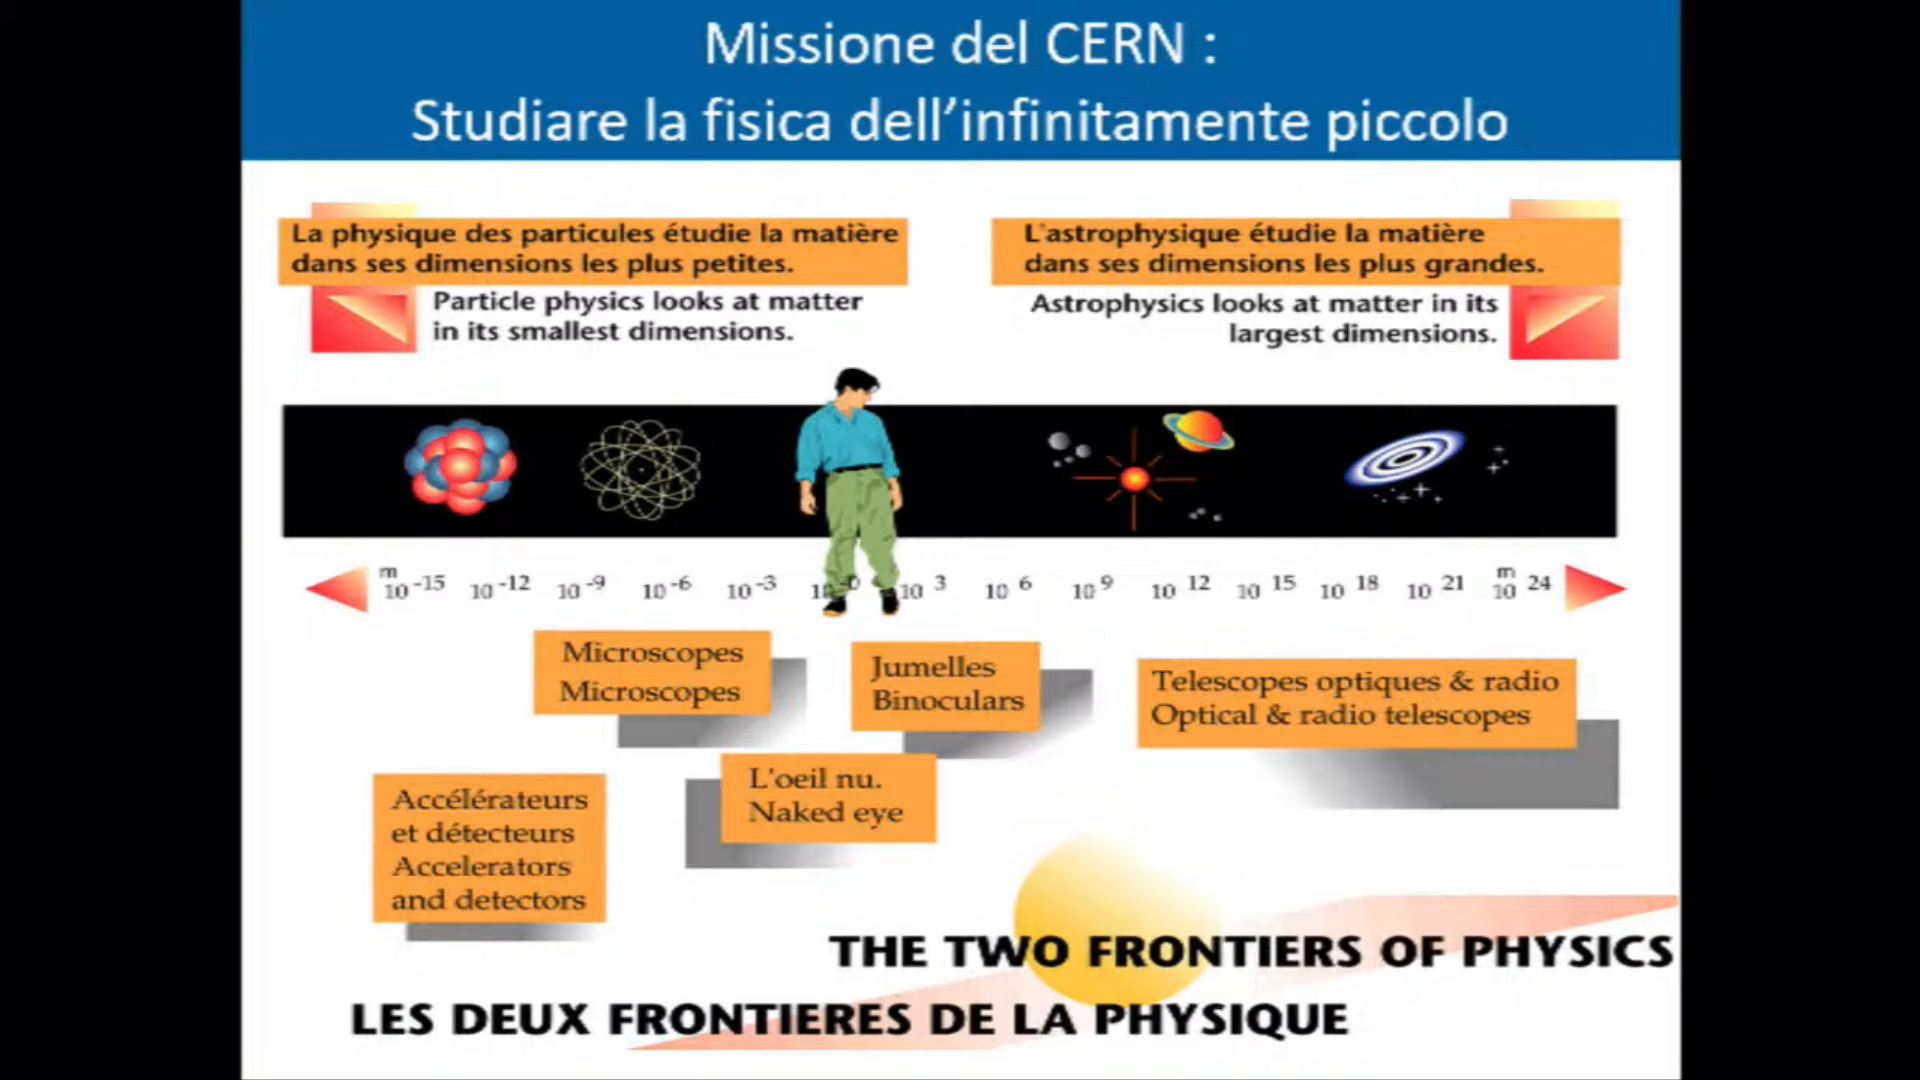 Missione del CERN :
Studiare la fisica dell’infinitamente piccolo
La physique des particules étudie la matière
dans ses dimensions les plus petites.
Particle physics looks at matter
in its smallest dimensions.
L'astrophysique étudie la matière
dans ses dimensions les plus grandes.
Astrophysics looks at matter in its
largest dimensions.
m 10 -15 10 -12 10 -9 10 -6 10 -3 10 -0 10 3 10 6 10 9 10 12 10 15 10 18 10 21 m 10 24
Microscopes
Microscopes
Jumelles
Binoculars
Telescopes optiques & radio
Optical & radio telescopes
L'oeil nu.
Naked eye
Accélérateurs
et détecteurs
Accelerators
and detectors
THE TWO FRONTIERS OF PHYSICS
LES DEUX FRONTIERES DE LA PHYSIQUE